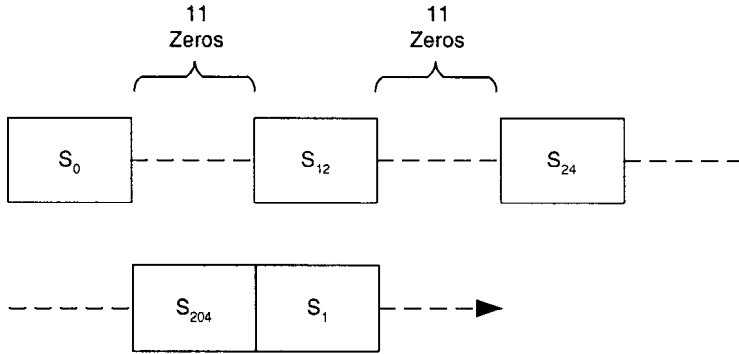 11
Zeros
11
Zeros
S₀
S₁₂
S₂₄
S₂₀₄
S₁